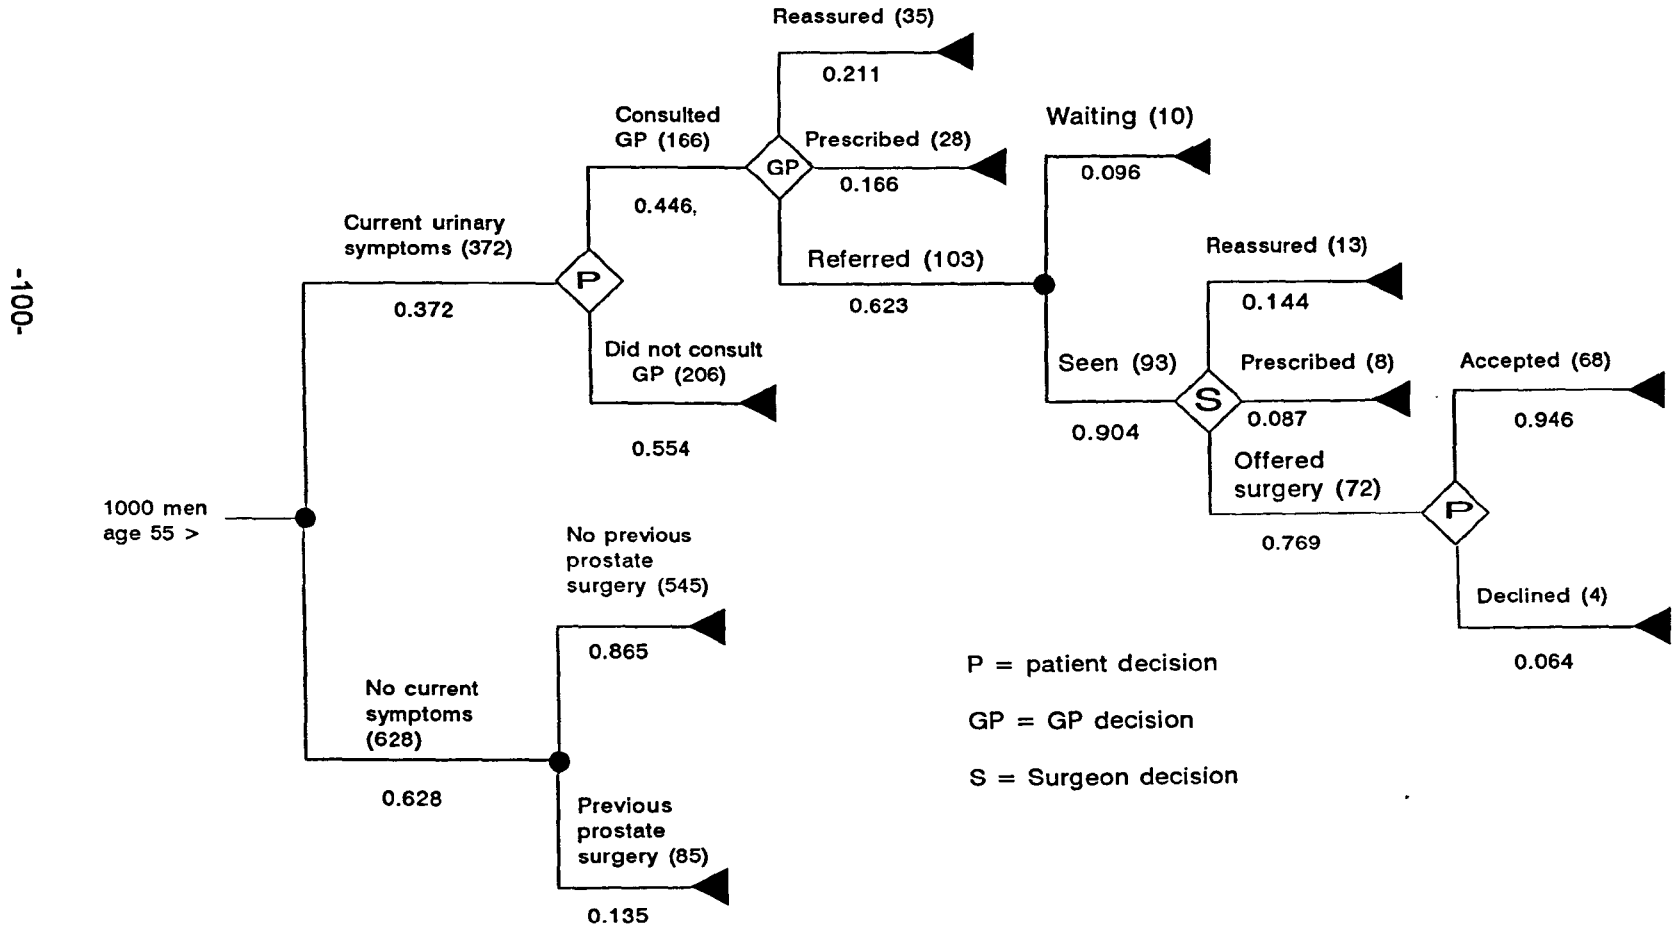 -100-
Reassured (35)
0.211
Consulted
GP (166)
0.446,
GP
Prescribed (28)
0.166
Waiting (10)
0.096
Current urinary
symptoms (372)
0.372
P
Referred (103)
0.623
Reassured (13)
0.144
Did not consult
GP (206)
0.554
Seen (93)
0.904
S
Prescribed (8)
0.087
Accepted (68)
0.946
Offered
surgery (72)
0.769
P
1000 men
age 55 >
Declined (4)
0.064
No previous
prostate
surgery (545)
0.865
No current
symptoms
(628)
0.628
Previous
prostate
surgery (85)
0.135
P = patient decision
GP = GP decision
S = Surgeon decision